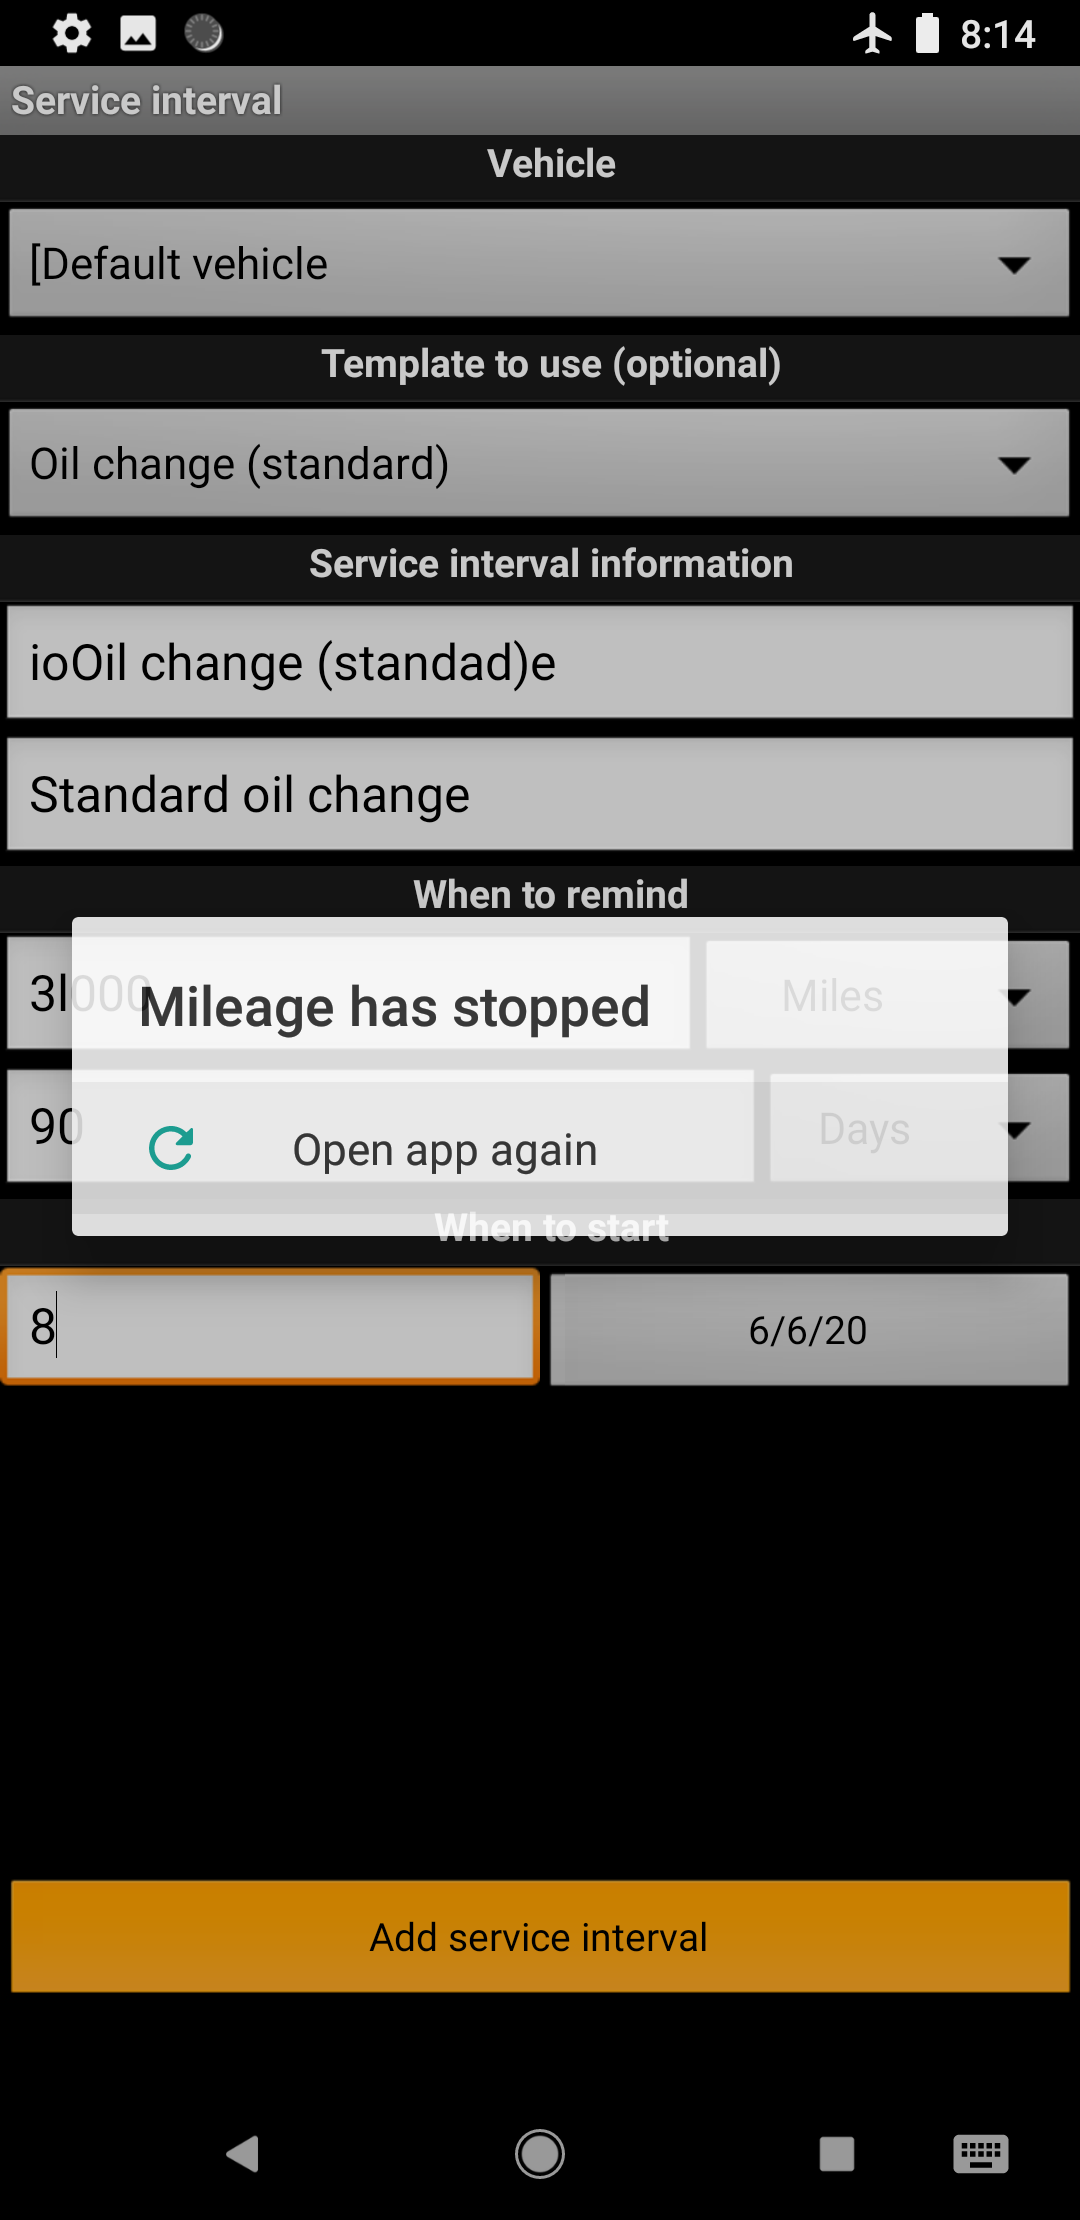 8:14
Service interval
Vehicle
[Default vehicle
Template to use (optional)
Oil change (standard)
Service interval information
ioOil change (standad)e
Standard oil change
When to remind
3l000
Miles
Mileage has stopped
90
Days
Open app again
When to start
8
6/6/20
Add service interval